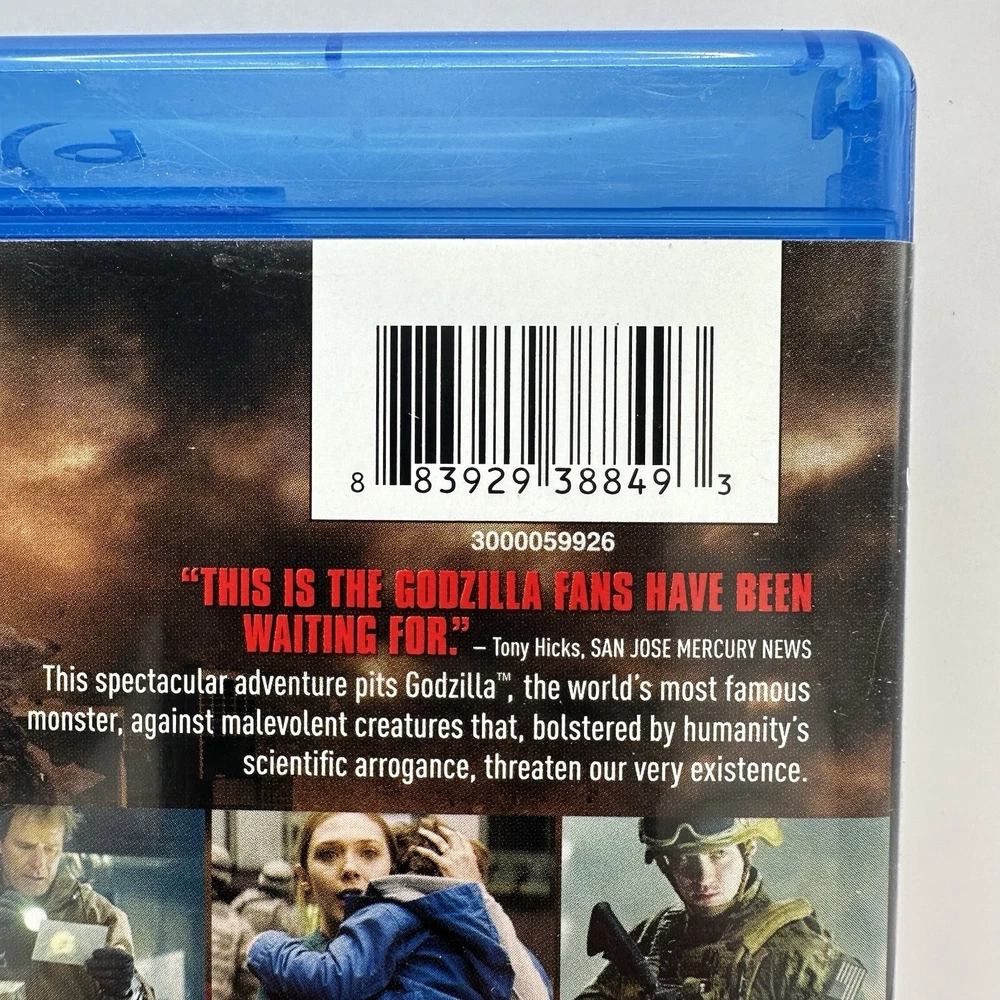 8 83929 38849 3
3000059926
“THIS IS THE GODZILLA FANS HAVE BEEN
WAITING FOR.” – Tony Hicks, SAN JOSE MERCURY NEWS
This spectacular adventure pits Godzilla™, the world’s most famous
monster, against malevolent creatures that, bolstered by humanity’s
scientific arrogance, threaten our very existence.